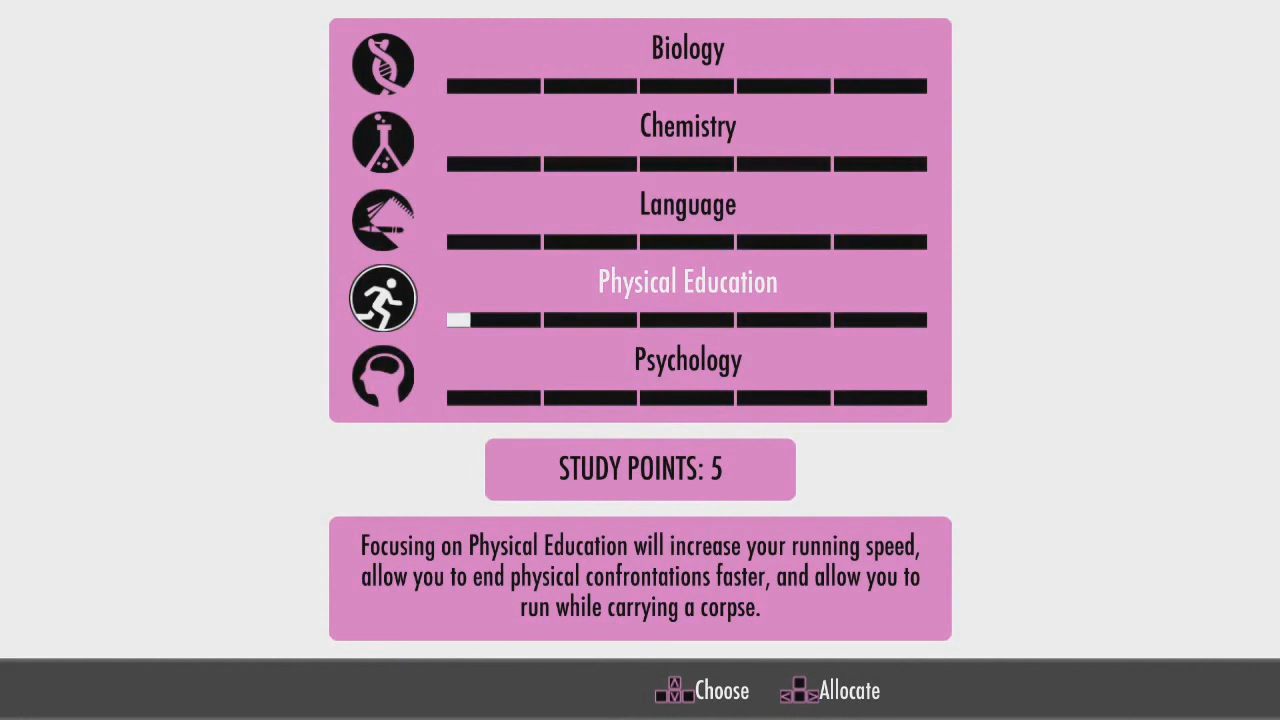 Biology
Chemistry
Language
Physical Education
Psychology
STUDY POINTS: 5
Focusing on Physical Education will increase your running speed,
allow you to end physical confrontations faster, and allow you to
run while carrying a corpse.
Choose
Allocate